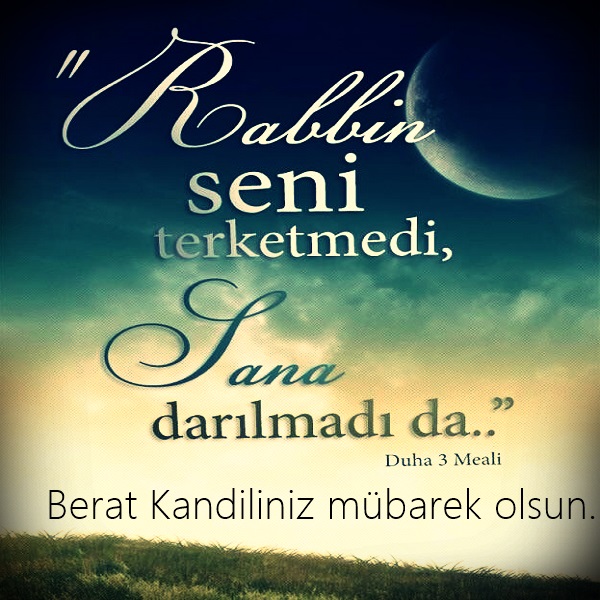 "Rabbin
seni
terketmedi,
Sana
darılmadı da.."
Duha 3 Meali
Berat Kandiliniz mübarek olsun.